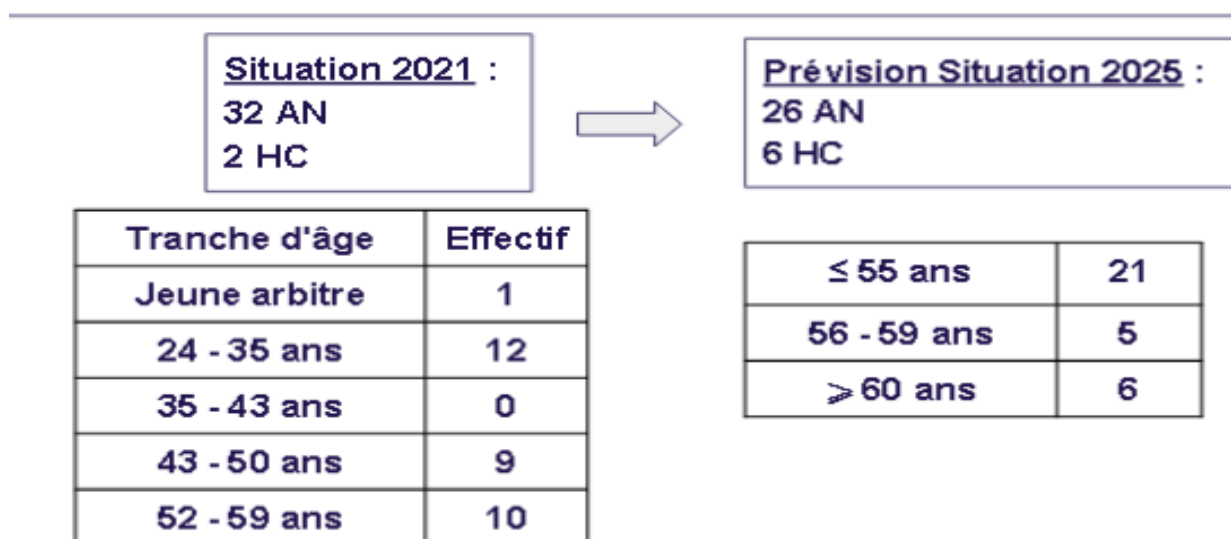 Situation 2021 :
32 AN
2 HC
Prévision Situation 2025 :
26 AN
6 HC
Tranche d'âge Effectif
Jeune arbitre 1
24 - 35 ans 12
35 - 43 ans 0
43 - 50 ans 9
52 - 59 ans 10
≤ 55 ans 21
56 - 59 ans 5
⩾ 60 ans 6